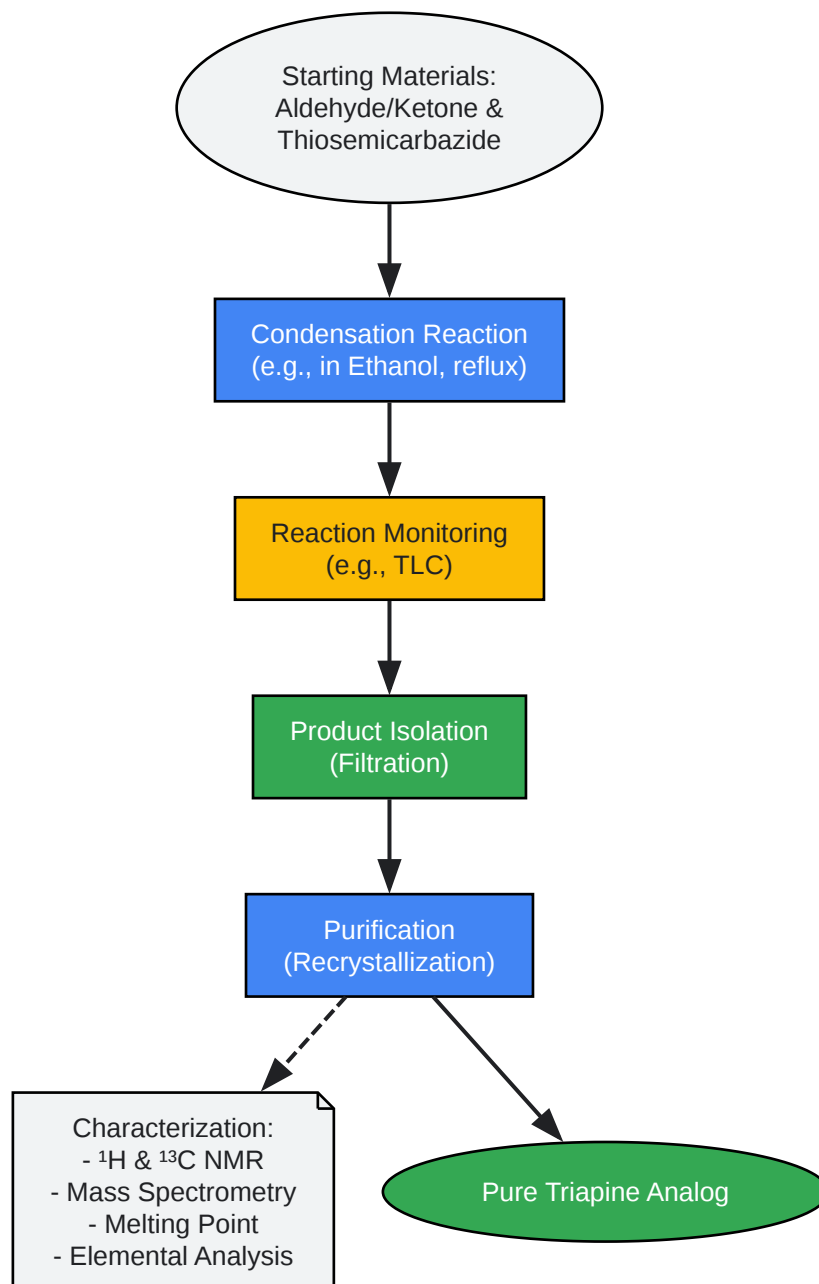 Starting Materials:
Aldehyde/Ketone &
Thiosemicarbazide
Condensation Reaction
(e.g., in Ethanol, reflux)
Reaction Monitoring
(e.g., TLC)
Product Isolation
(Filtration)
Purification
(Recrystallization)
Characterization:
- ¹H & ¹³C NMR
- Mass Spectrometry
- Melting Point
- Elemental Analysis
Pure Triapine Analog